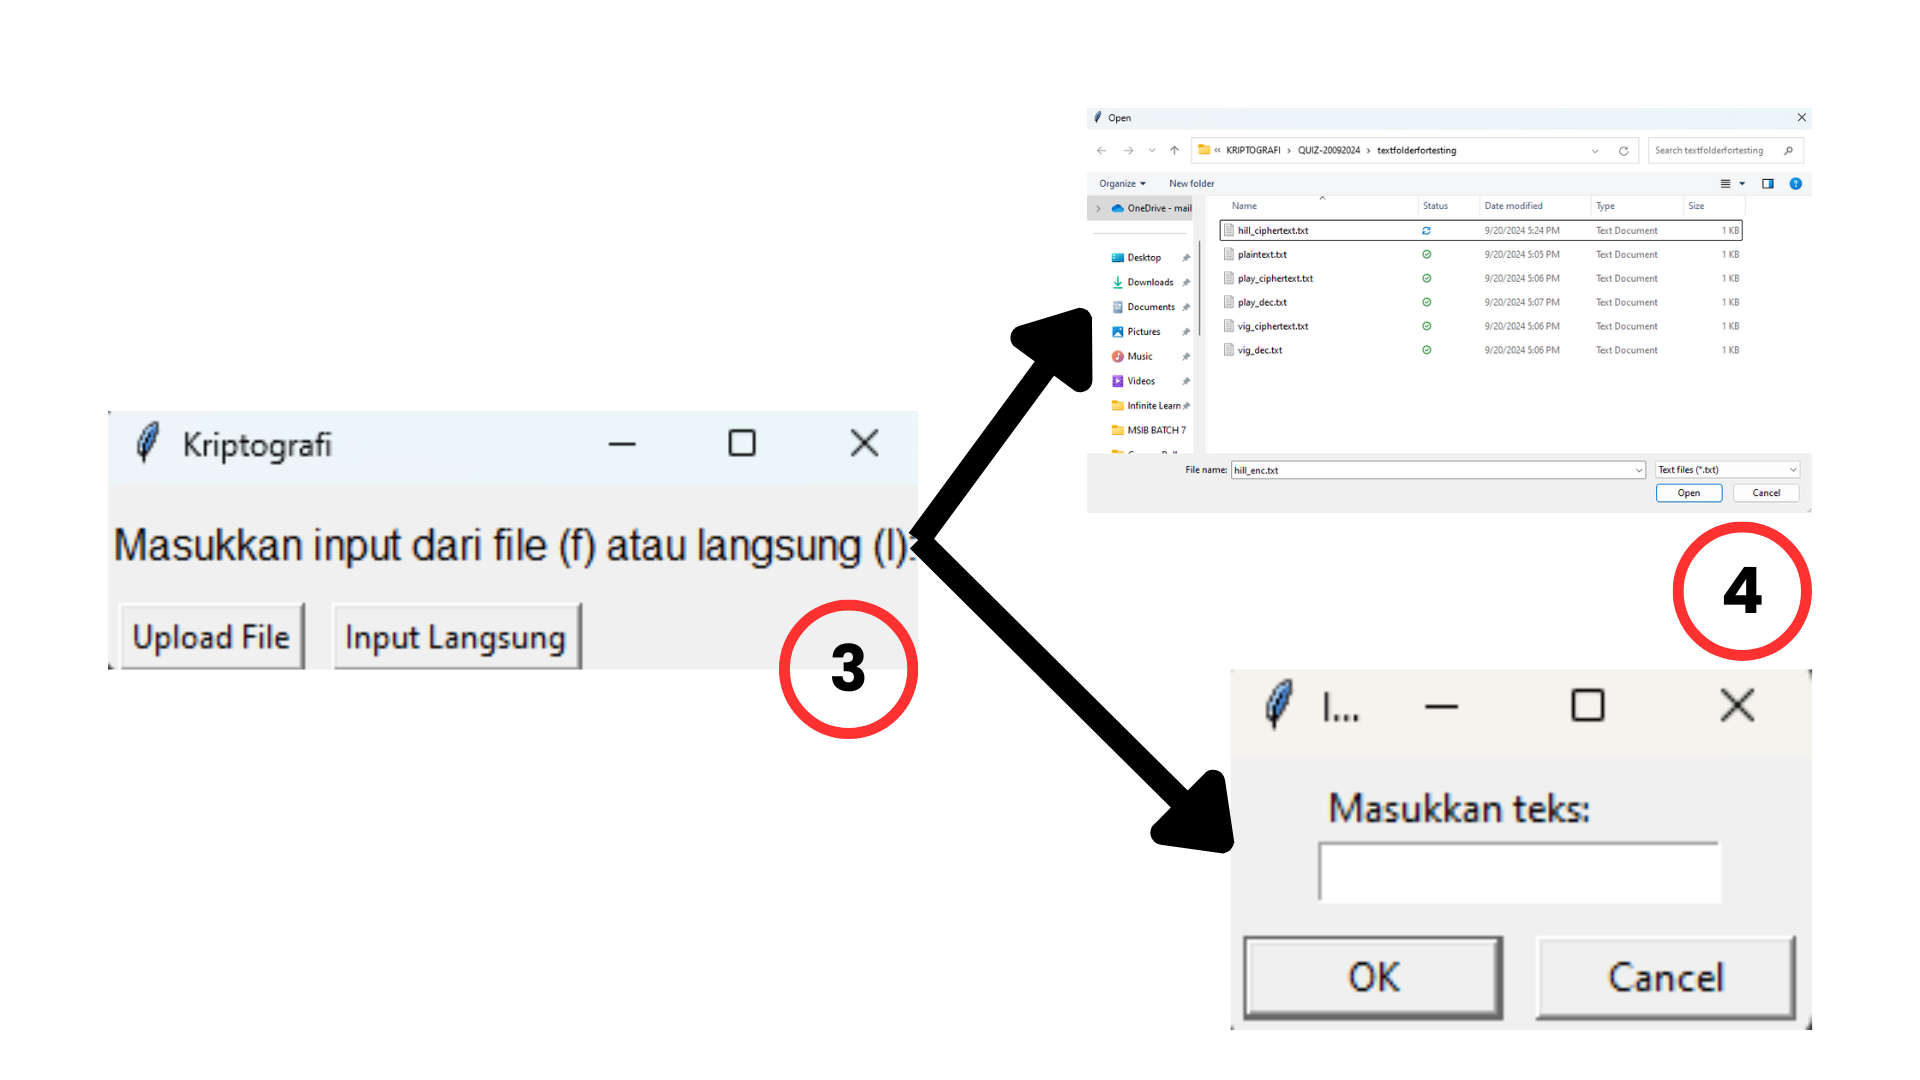 Kriptografi
Masukkan input dari file (f) atau langsung (l):
Upload File
Input Langsung
3
Open
« KRIPTOGRAFI > QUIZ-20092024 > textfolderfortesting
Search textfolderfortesting
Organize
New folder
OneDrive - mail
Desktop
Downloads
Documents
Pictures
Music
Videos
Infinite Learn
MSIB BATCH 7
Name Status Date modified Type Size
hill_ciphertext.txt 9/20/2024 5:24 PM Text Document 1 KB
plaintext.txt 9/20/2024 5:05 PM Text Document 1 KB
play_ciphertext.txt 9/20/2024 5:06 PM Text Document 1 KB
play_dec.txt 9/20/2024 5:07 PM Text Document 1 KB
vig_ciphertext.txt 9/20/2024 5:06 PM Text Document 1 KB
vig_dec.txt 9/20/2024 5:06 PM Text Document 1 KB
File name: hill_enc.txt
Text files (*.txt)
Open
Cancel
4
I...
Masukkan teks:
OK
Cancel